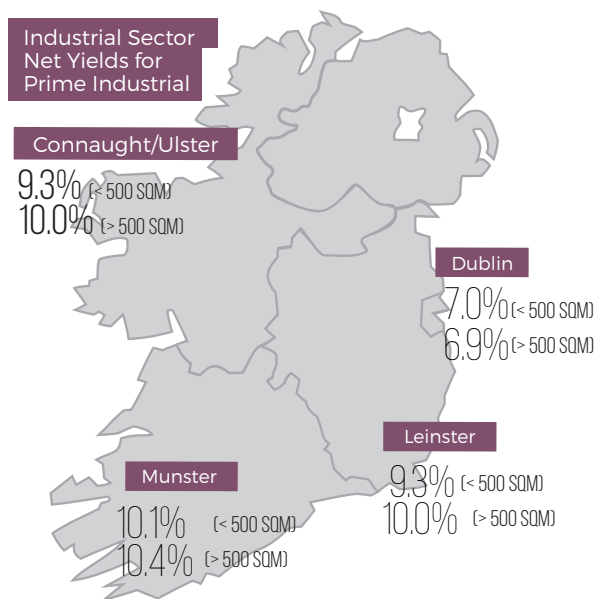 Industrial Sector
Net Yields for
Prime Industrial
Connaught/Ulster
9.3% (< 500 SQM)
10.0% (> 500 SQM)
Dublin
7.0% (< 500 SQM)
6.9% (> 500 SQM)
Leinster
9.3% (< 500 SQM)
10.0% (> 500 SQM)
Munster
10.1% (< 500 SQM)
10.4% (> 500 SQM)